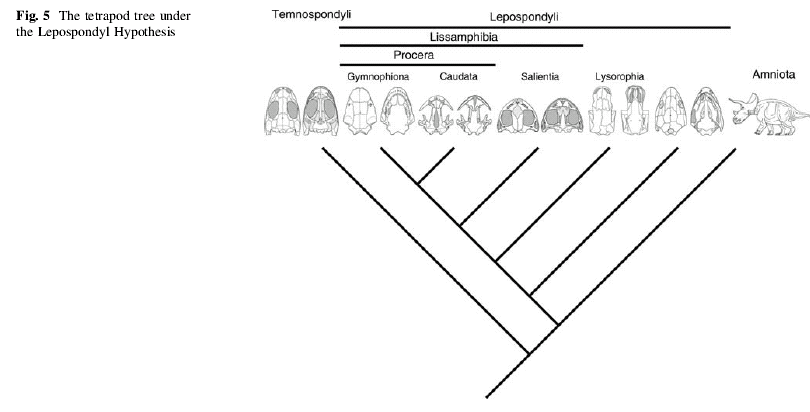 Fig. 5 The tetrapod tree under
the Lepospondyl Hypothesis
Temnospondyli
Lepospondyli
Lissamphibia
Procera
Gymnophiona
Caudata
Salientia
Lysorophia
Amniota